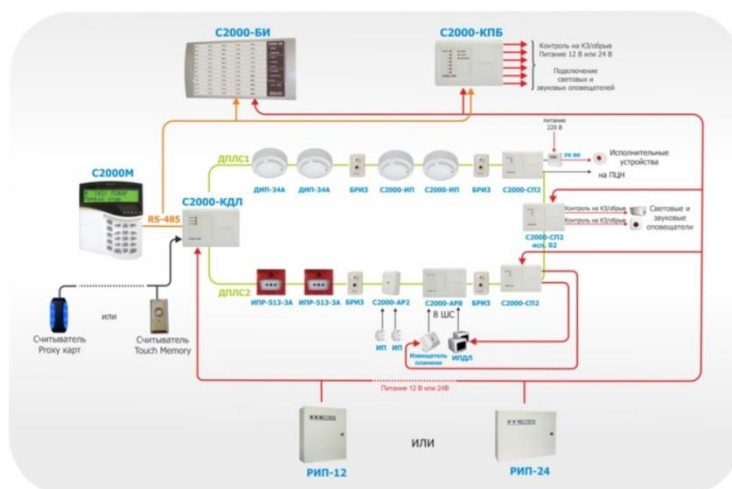 С2000-БИ
С2000-КПБ
Контроль на КЗ/обрыв
Питание 12 В или 24 В
Подключение
световых и
звуковых оповещателей
питание
220 В
ДПЛС1
Исполнительные
устройства
С2000М
ДИП-34А
ДИП-34А
БРИЗ
С2000-ИП
С2000-ИП
БРИЗ
С2000-СП2
на ПЦН
RS-485
С2000-КДЛ
Контроль на КЗ/обрыв
Контроль на КЗ/обрыв
Световые и
звуковые
оповещатели
С2000-СП2
исп. 02
ДПЛС2
ИПР-513-3А
ИПР-513-3А
БРИЗ
С2000-АР2
С2000-АР8
БРИЗ
С2000-СП2
8 ШС
или
Считыватель
Proxy карт
Считыватель
Touch Memory
ИП
ИП
Извещатель
пламени
ИПДЛ
Питание 12 В или 24В
РИП-12
или
РИП-24